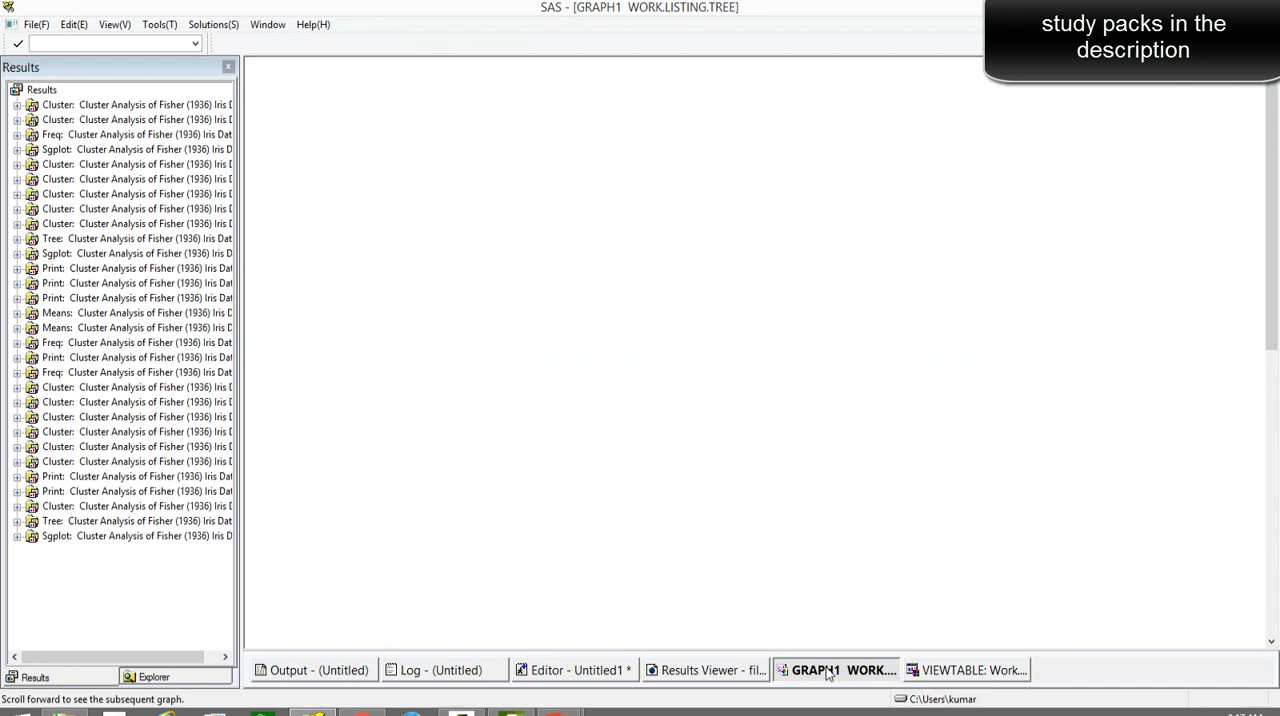 SAS - [GRAPH1 WORK.LISTING.TREE]
study packs in the
description
File(F) Edit(E) View(V) Tools(T) Solutions(S) Window Help(H)
Results
Results
Cluster: Cluster Analysis of Fisher (1936) Iris D
Cluster: Cluster Analysis of Fisher (1936) Iris D
Freq: Cluster Analysis of Fisher (1936) Iris Dat
Sgplot: Cluster Analysis of Fisher (1936) Iris D
Cluster: Cluster Analysis of Fisher (1936) Iris D
Cluster: Cluster Analysis of Fisher (1936) Iris D
Cluster: Cluster Analysis of Fisher (1936) Iris D
Cluster: Cluster Analysis of Fisher (1936) Iris D
Cluster: Cluster Analysis of Fisher (1936) Iris D
Tree: Cluster Analysis of Fisher (1936) Iris Dat
Sgplot: Cluster Analysis of Fisher (1936) Iris D
Print: Cluster Analysis of Fisher (1936) Iris Dat
Print: Cluster Analysis of Fisher (1936) Iris Dat
Print: Cluster Analysis of Fisher (1936) Iris Dat
Means: Cluster Analysis of Fisher (1936) Iris D
Means: Cluster Analysis of Fisher (1936) Iris D
Freq: Cluster Analysis of Fisher (1936) Iris Dat
Print: Cluster Analysis of Fisher (1936) Iris Dat
Freq: Cluster Analysis of Fisher (1936) Iris Dat
Cluster: Cluster Analysis of Fisher (1936) Iris D
Cluster: Cluster Analysis of Fisher (1936) Iris D
Cluster: Cluster Analysis of Fisher (1936) Iris D
Cluster: Cluster Analysis of Fisher (1936) Iris D
Cluster: Cluster Analysis of Fisher (1936) Iris D
Cluster: Cluster Analysis of Fisher (1936) Iris D
Print: Cluster Analysis of Fisher (1936) Iris Dat
Print: Cluster Analysis of Fisher (1936) Iris Dat
Cluster: Cluster Analysis of Fisher (1936) Iris D
Tree: Cluster Analysis of Fisher (1936) Iris Dat
Sgplot: Cluster Analysis of Fisher (1936) Iris D
Output - (Untitled) Log - (Untitled) Editor - Untitled1 * Results Viewer - fil... GRAPH1 WORK.... VIEWTABLE: Work...
Results Explorer
Scroll forward to see the subsequent graph. C:\Users\kumar